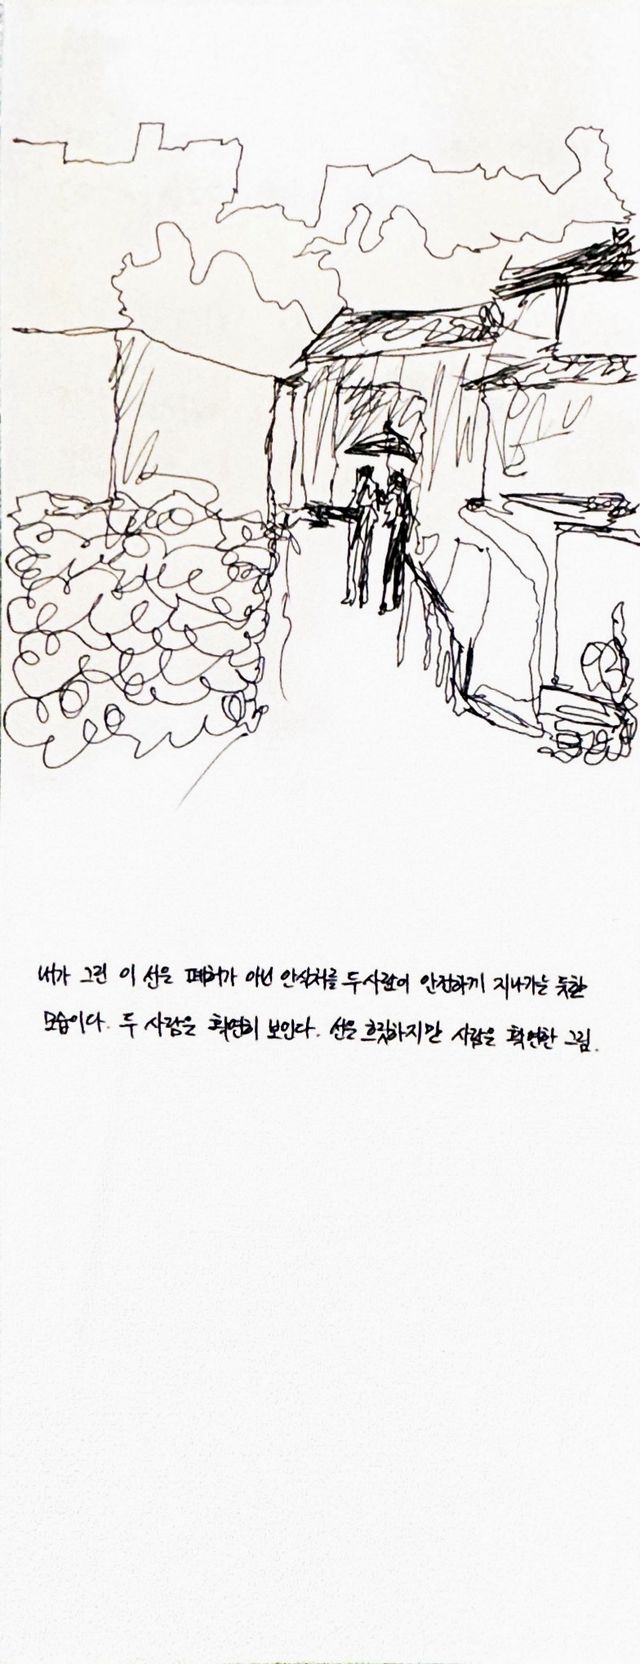 내가 그린 이 선은 폐허가 아닌 안식처를 두 사람이 안전하게 지나가는 듯한
모습이다. 두 사람은 확연히 보인다. 선은 흐릿하지만 사람은 확연한 그림.